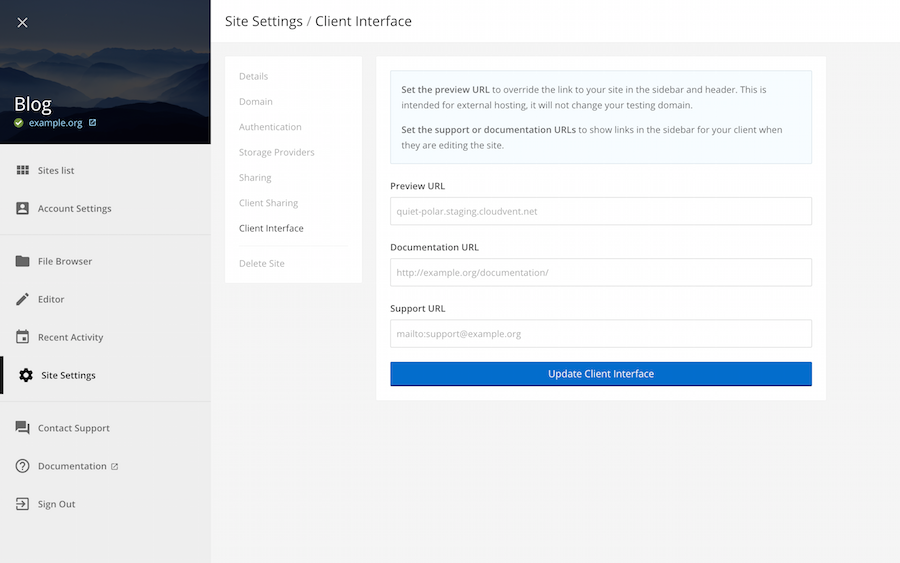 Site Settings / Client Interface
Blog
example.org
Sites list
Account Settings
File Browser
Editor
Recent Activity
Site Settings
Contact Support
Documentation
Sign Out
Details
Domain
Authentication
Storage Providers
Sharing
Client Sharing
Client Interface
Delete Site
Set the preview URL to override the link to your site in the sidebar and header. This is
intended for external hosting, it will not change your testing domain.
Set the support or documentation URLs to show links in the sidebar for your client when
they are editing the site.
Preview URL
quiet-polar.staging.cloudvent.net
Documentation URL
http://example.org/documentation/
Support URL
mailto:support@example.org
Update Client Interface